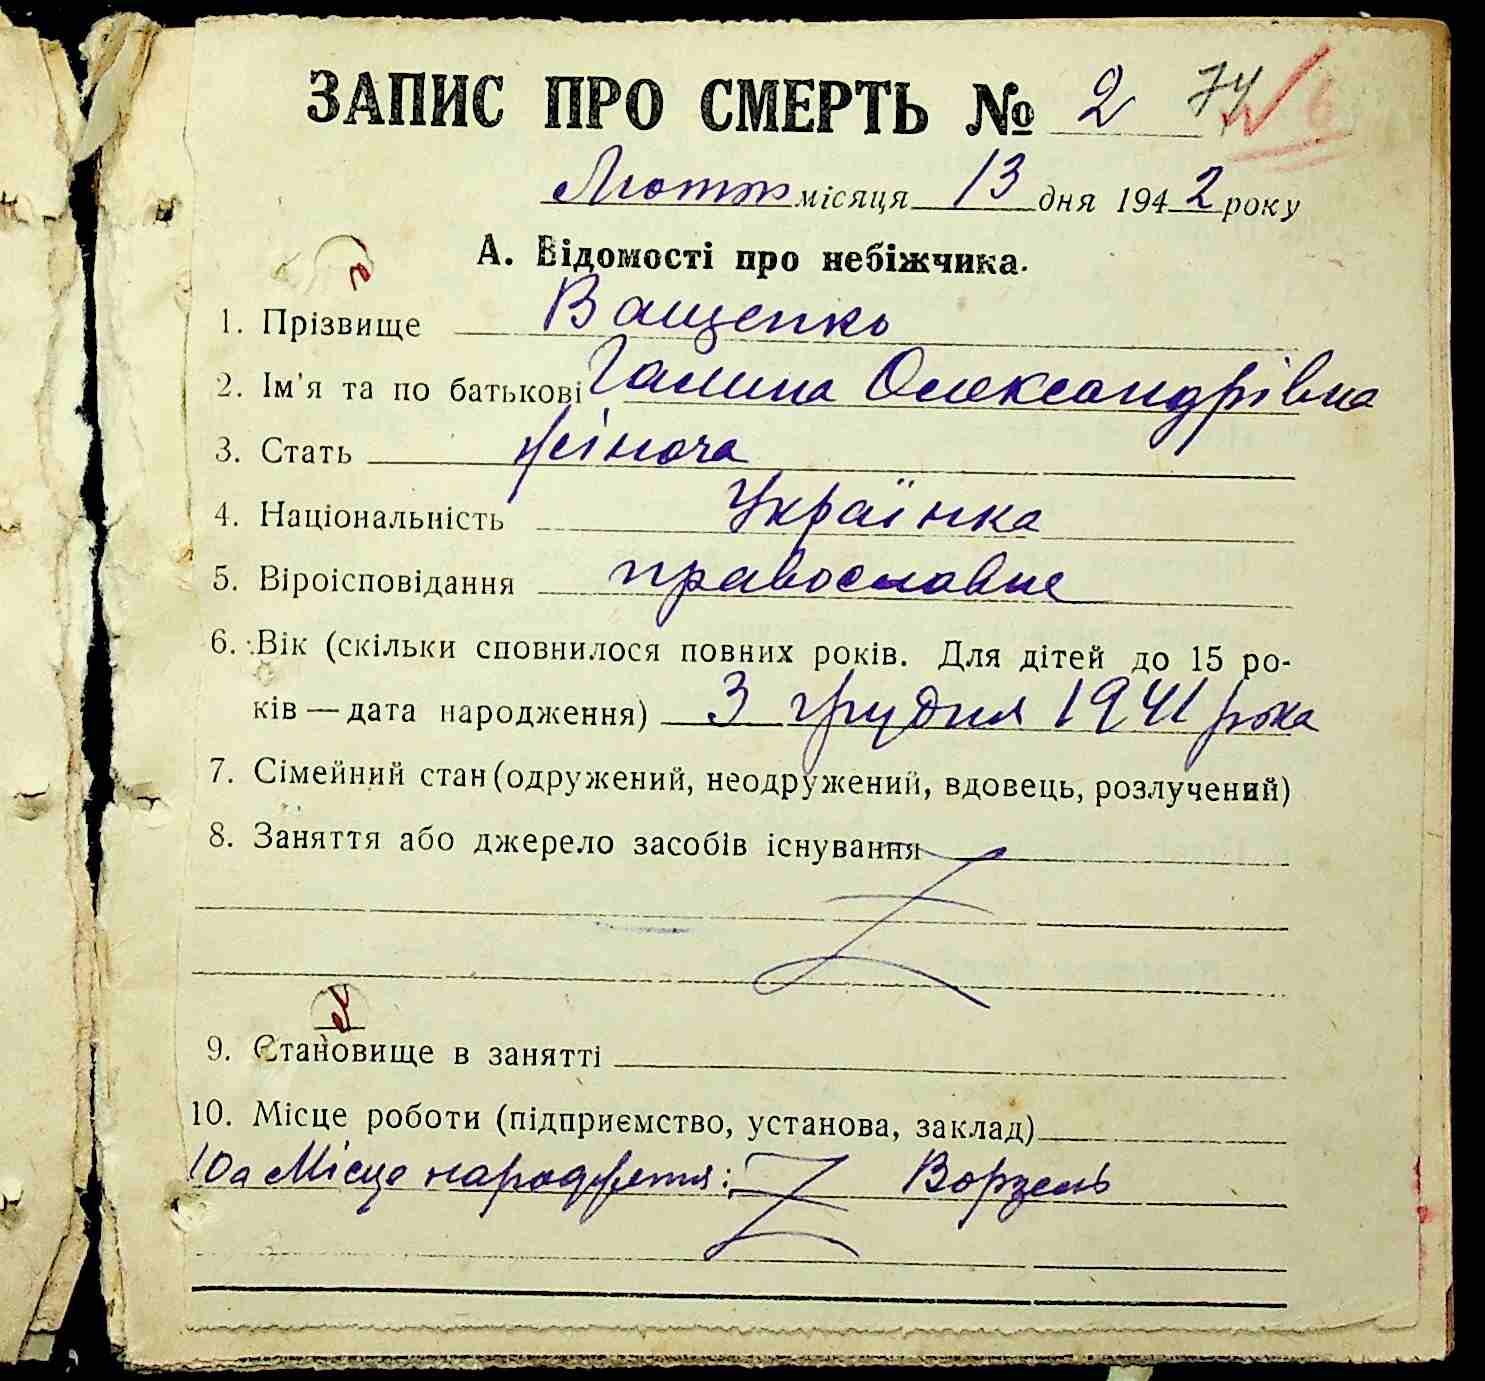 ЗАПИС ПРО СМЕРТЬ № 2 74
Лютий місяця 13 дня 1942 року
А. Відомості про небіжчика.
1. Прізвище Ващенко
2. Ім'я та по батькові Галина Олександрівна
3. Стать жіноча
4. Національність Українка
5. Віроісповідання православне
6. Вік (скільки сповнилося повних років. Для дітей до 15 ро-
ків — дата народження) 3 грудня 1941 рока
7. Сімейний стан (одружений, неодружений, вдовець, розлучений)
8. Заняття або джерело засобів існування
9. Становище в занятті
10. Місце роботи (підприємство, установа, заклад)
10а Місце народження: Ворзель